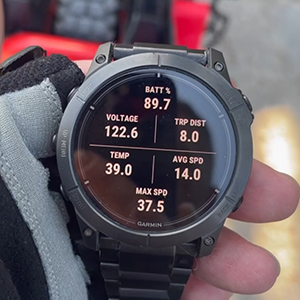 BATT %
89.7
VOLTAGE TRP DIST
122.6 8.0
TEMP AVG SPD
39.0 14.0
MAX SPD
37.5
GARMIN